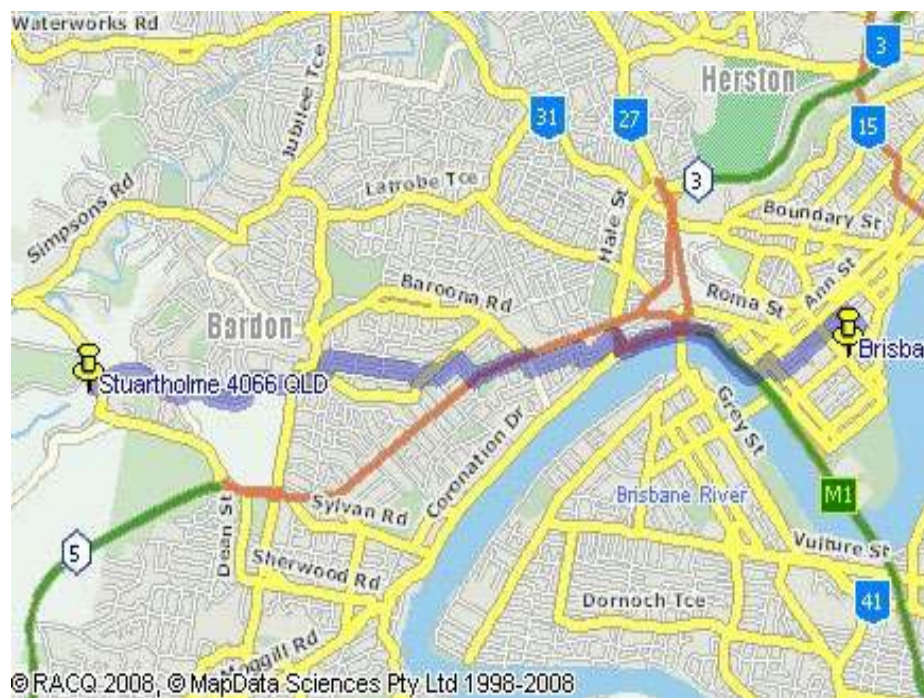 Waterworks Rd
3
Herston
Jubilee Tce
31
27
15
Simpsons Rd
Latrobe Tce
3
Hale St
Boundary St
Baroona Rd
Roma St
Ann St
Bardon
Brisba
Stuartholme 4066 QLD
Grey St
Coronation Dr
Brisbane River
M1
Sylvan Rd
Dean St
5
Vulture St
Sherwood Rd
Dornoch Tce
41
Moggill Rd
© RACQ 2008, © MapData Sciences Pty Ltd 1998-2008